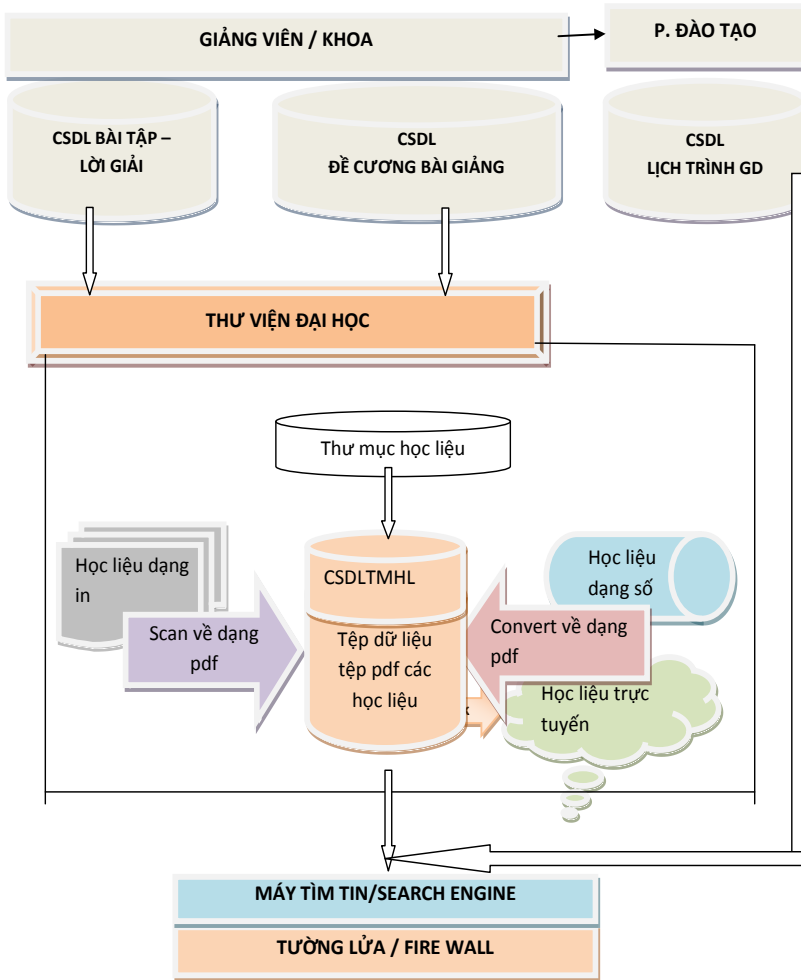 GIẢNG VIÊN / KHOA
P. ĐÀO TẠO
CSDL BÀI TẬP –
LỜI GIẢI
CSDL
ĐỀ CƯƠNG BÀI GIẢNG
CSDL
LỊCH TRÌNH GD
THƯ VIỆN ĐẠI HỌC
Thư mục học liệu
Học liệu dạng
in
CSDLTMHL
Học liệu
dạng số
Scan về dạng
pdf
Tệp dữ liệu
tệp pdf các
học liệu
Convert về dạng
pdf
Học liệu trực
tuyến
MÁY TÌM TIN/SEARCH ENGINE
TƯỜNG LỬA / FIRE WALL